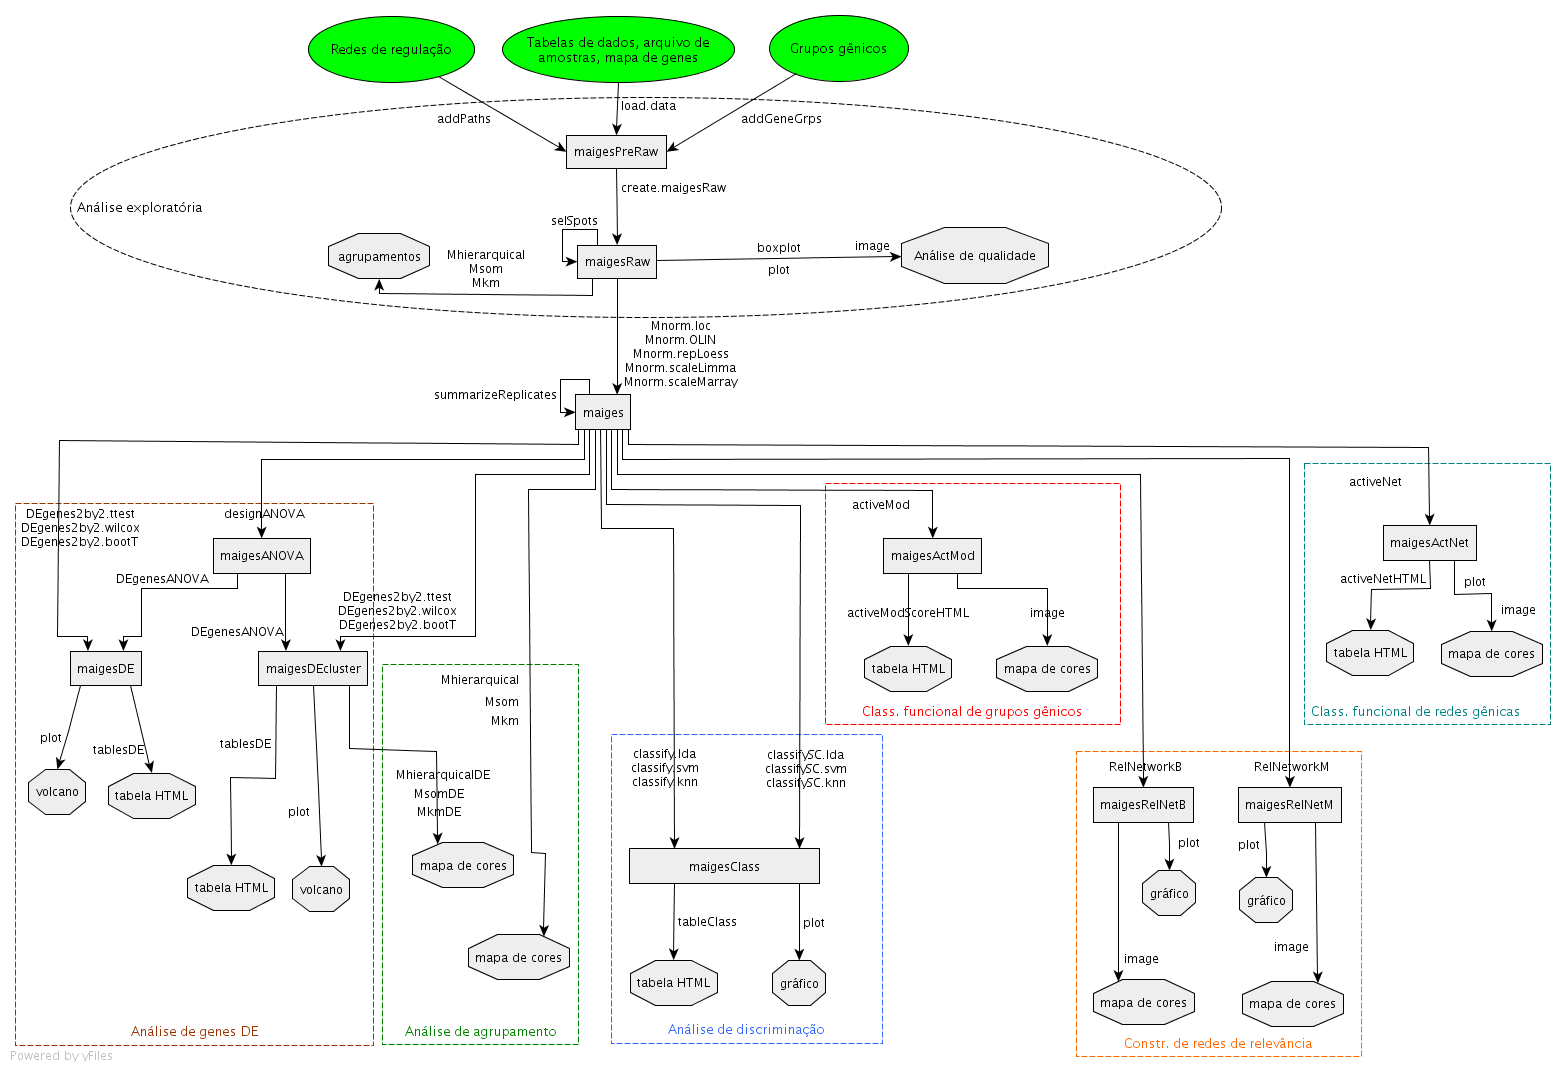 Redes de regulação
Tabelas de dados, arquivo de
amostras, mapa de genes
Grupos gênicos
addPaths
load.data
addGeneGrps
maigesPreRaw
create.maigesRaw
Análise exploratória
selSpots
agrupamentos
Mhierarquical
Msom
Mkm
maigesRaw
boxplot
image
plot
Análise de qualidade
Mnorm.loc
Mnorm.OLIN
Mnorm.repLoess
Mnorm.scaleLimma
Mnorm.scaleMarray
summarizeReplicates
maiges
DEgenes2by2.ttest
DEgenes2by2.wilcox
DEgenes2by2.bootT
designANOVA
maigesANOVA
DEgenesANOVA
DEgenesANOVA
DEgenes2by2.ttest
DEgenes2by2.wilcox
DEgenes2by2.bootT
maigesDE
maigesDEcluster
plot
tablesDE
volcano
tabela HTML
tablesDE
plot
tabela HTML
volcano
Análise de genes DE
Mhierarquical
Msom
Mkm
MhierarquicalDE
MsomDE
MkmDE
mapa de cores
mapa de cores
Análise de agrupamento
classify.lda
classify.svm
classify.knn
classifySC.lda
classifySC.svm
classifySC.knn
maigesClass
tableClass
plot
tabela HTML
gráfico
Análise de discriminação
activeMod
maigesActMod
activeModScoreHTML
image
tabela HTML
mapa de cores
Class. funcional de grupos gênicos
RelNetworkB
RelNetworkM
maigesRelNetB
maigesRelNetM
plot
plot
gráfico
gráfico
image
image
mapa de cores
mapa de cores
Constr. de redes de relevância
activeNet
maigesActNet
activeNetHTML
plot
image
tabela HTML
mapa de cores
Class. funcional de redes gênicas
Powered by yFiles